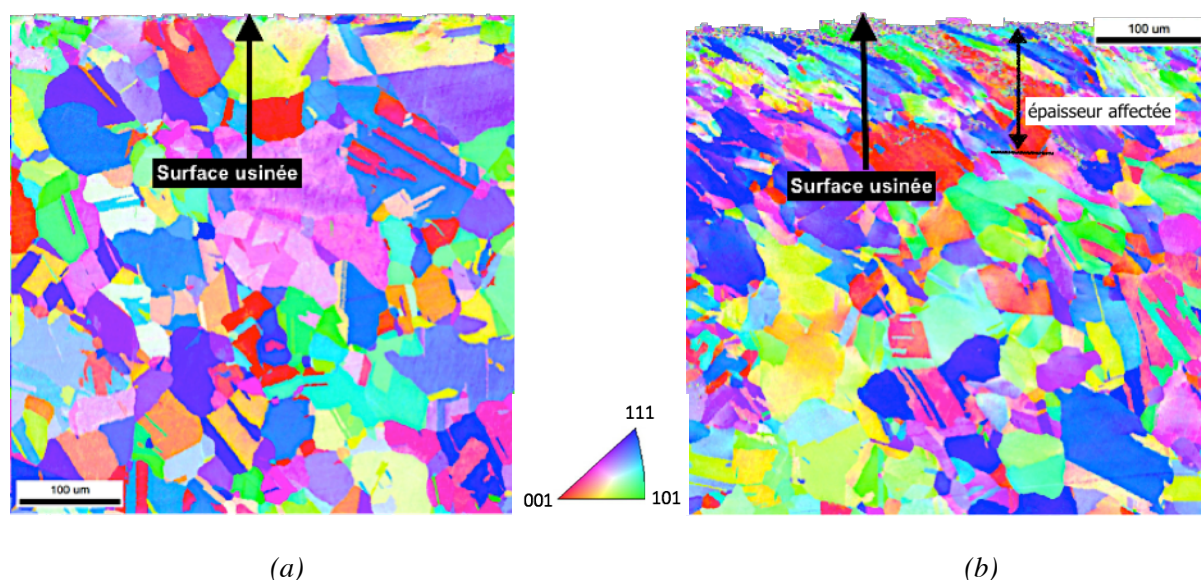 100 um
épaisseur affectée
Surface usinée
Surface usinée
111
001
101
100 um
(a)
(b)